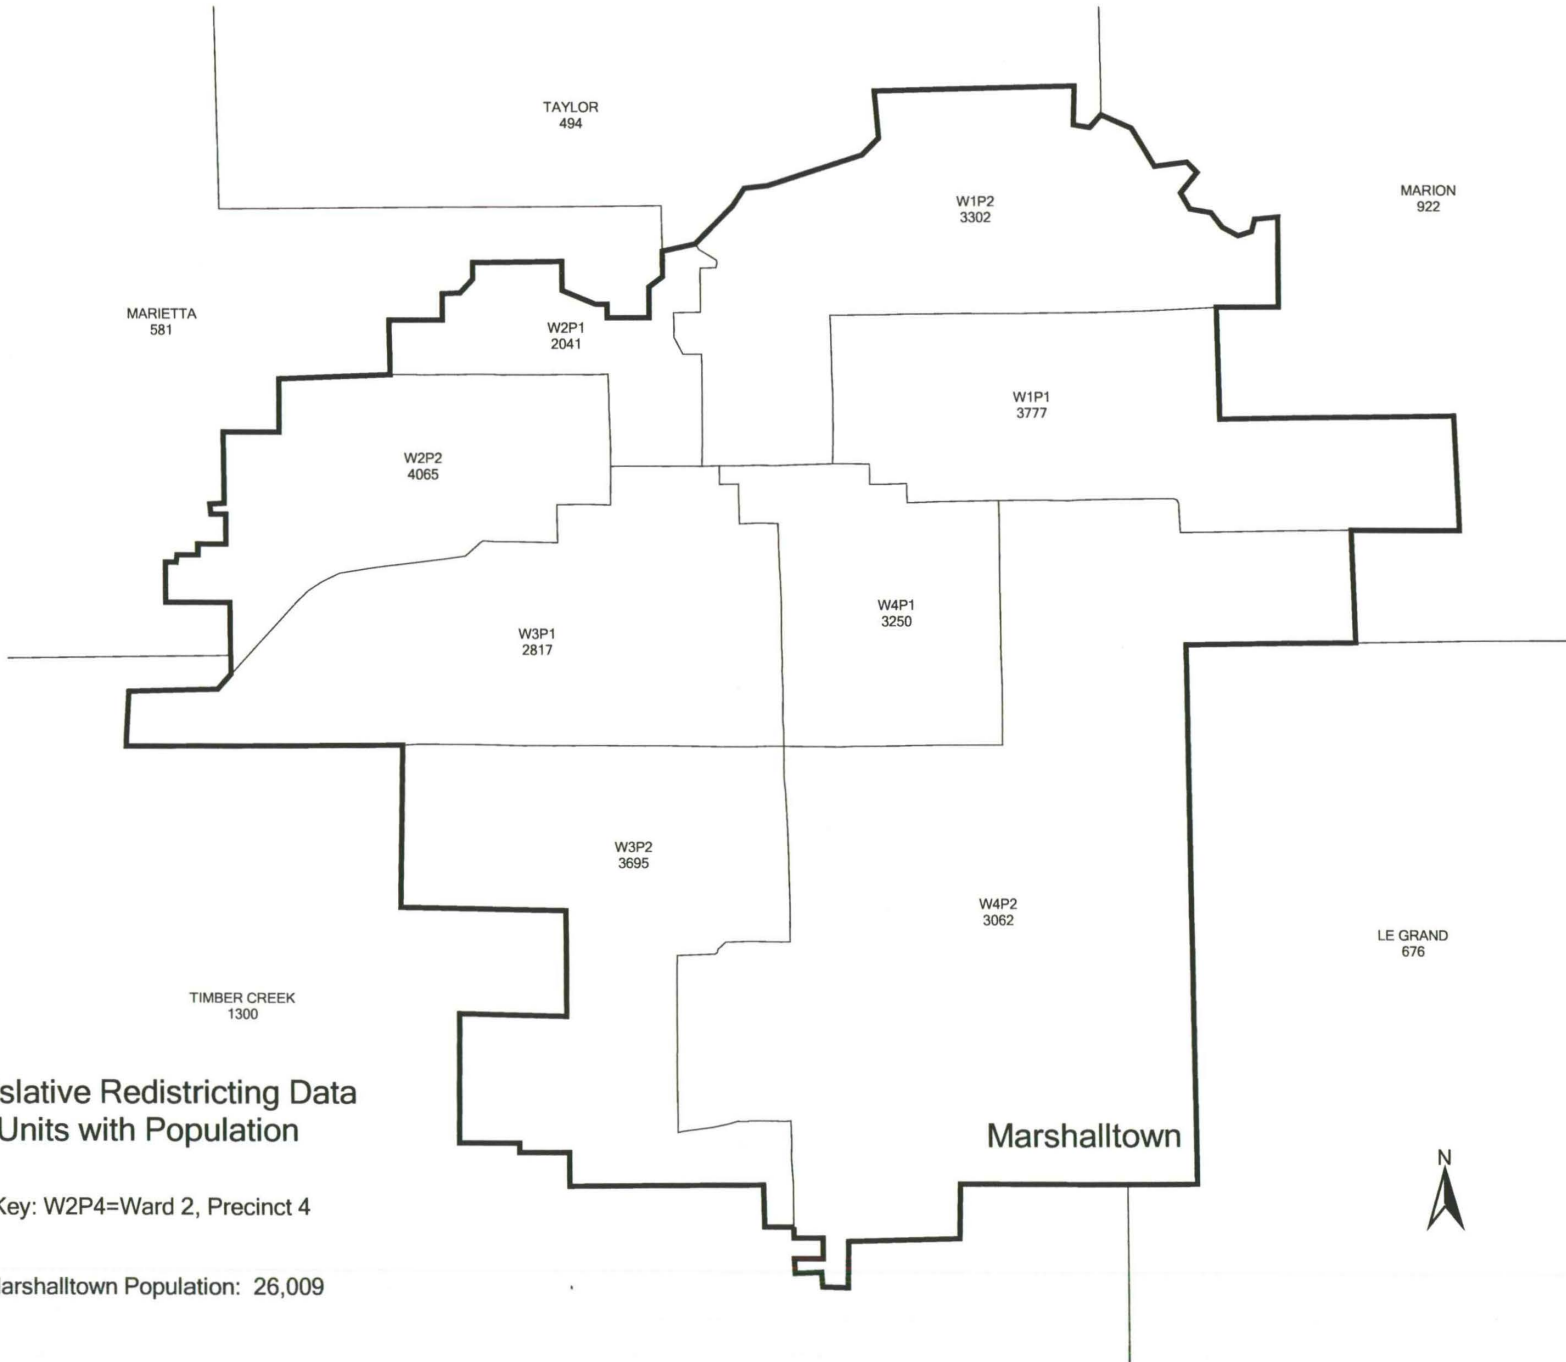 TAYLOR
494
W1P2
3302
MARION
922
MARIETTA
581
W2P1
2041
W1P1
3777
W2P2
4065
W4P1
3250
W3P1
2817
W3P2
3695
W4P2
3062
LE GRAND
676
TIMBER CREEK
1300
slative Redistricting Data
Units with Population
Marshalltown
N
Key: W2P4=Ward 2, Precinct 4
arshalltown Population: 26,009